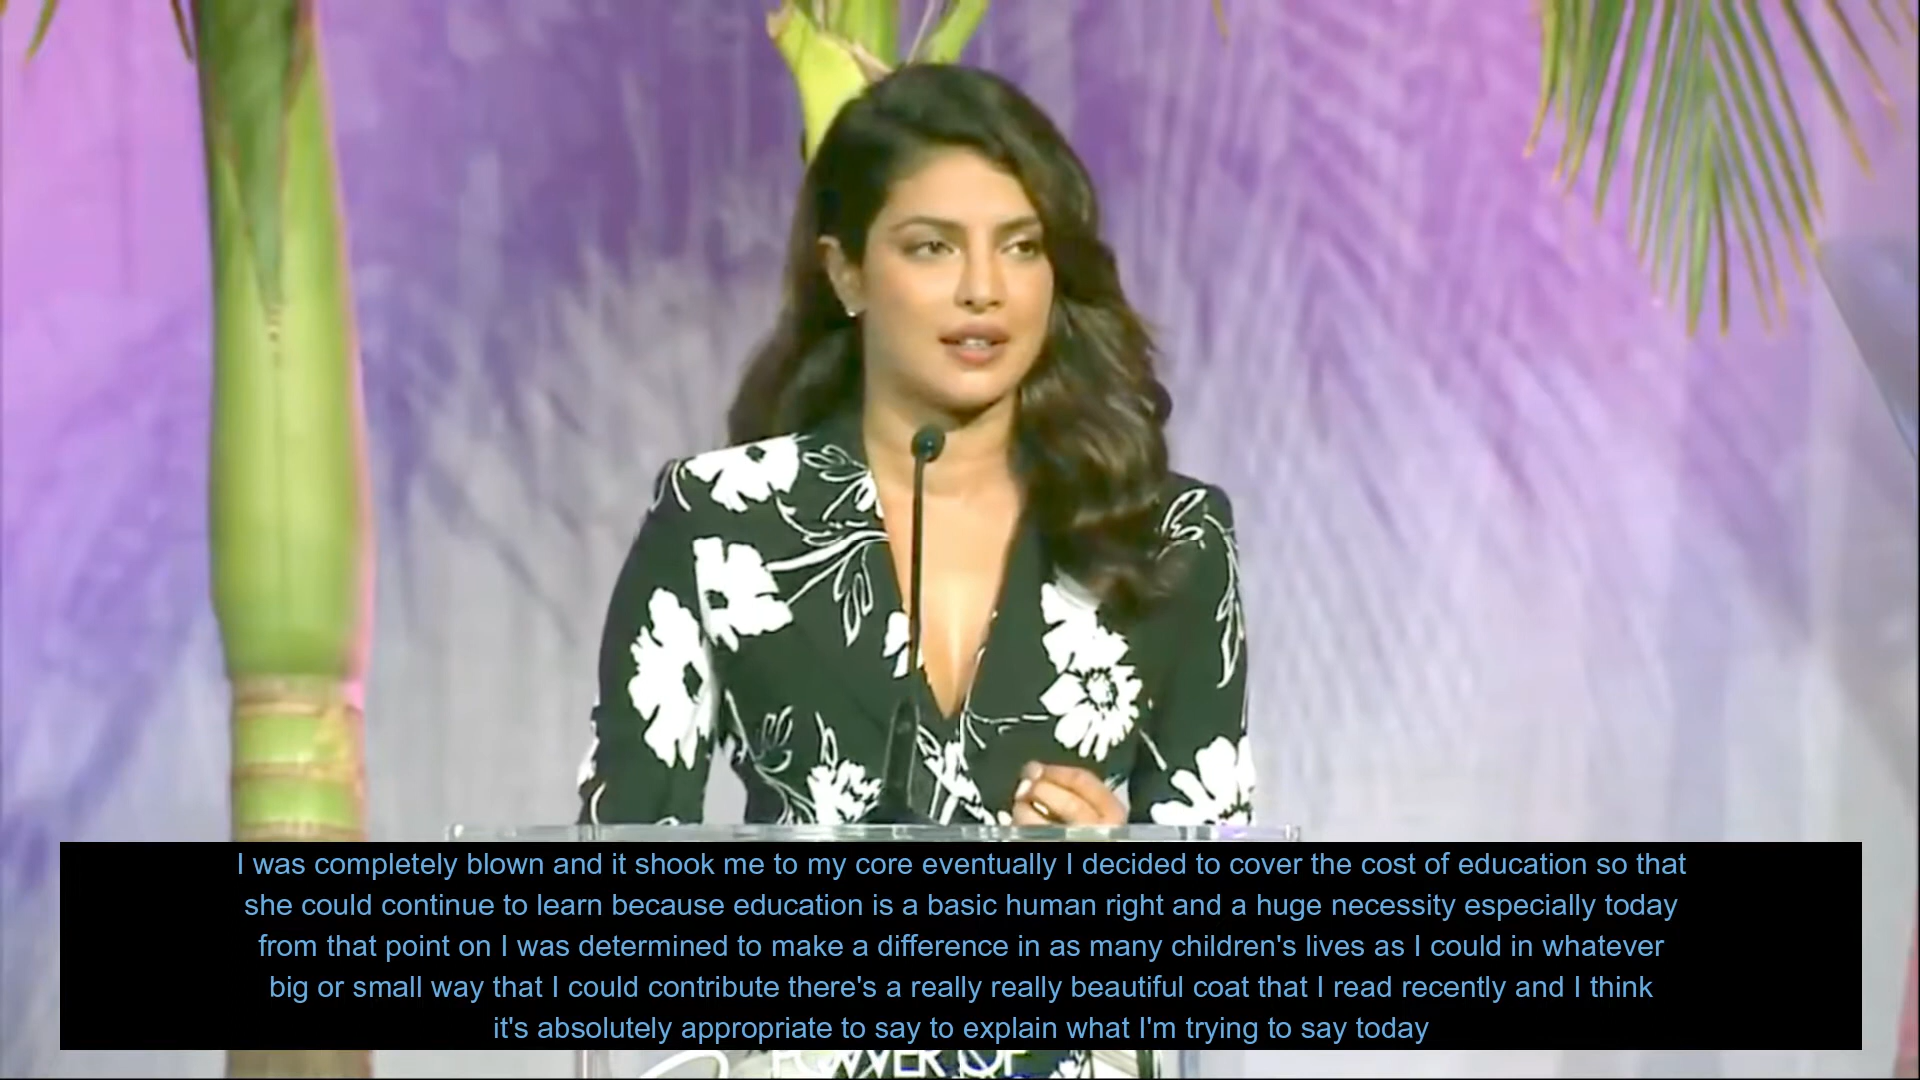 I was completely blown and it shook me to my core eventually I decided to cover the cost of education so that
she could continue to learn because education is a basic human right and a huge necessity especially today
from that point on I was determined to make a difference in as many children's lives as I could in whatever
big or small way that I could contribute there's a really really beautiful coat that I read recently and I think
it's absolutely appropriate to say to explain what I'm trying to say today
POWER OF